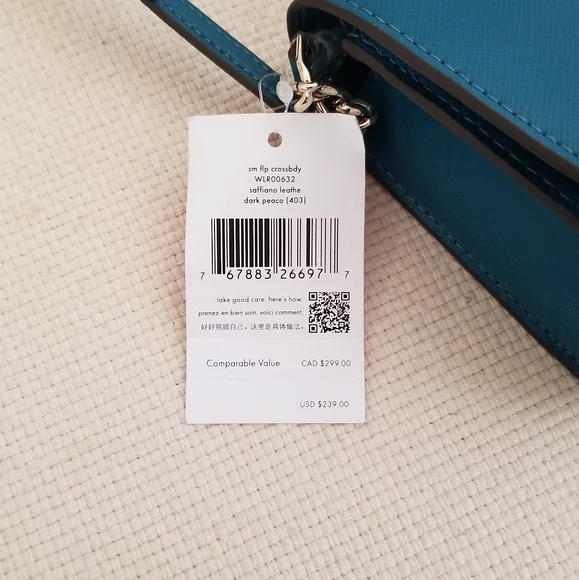 sm flp crossbdy
WLR00632
saffiano leathe
dark peaco (403)
7 67883 26697 7
take good care. here's how.
prenez-en bien soin. voici comment.
好好照顾自己。这里是具体做法。
Comparable Value CAD $299.00
USD $239.00